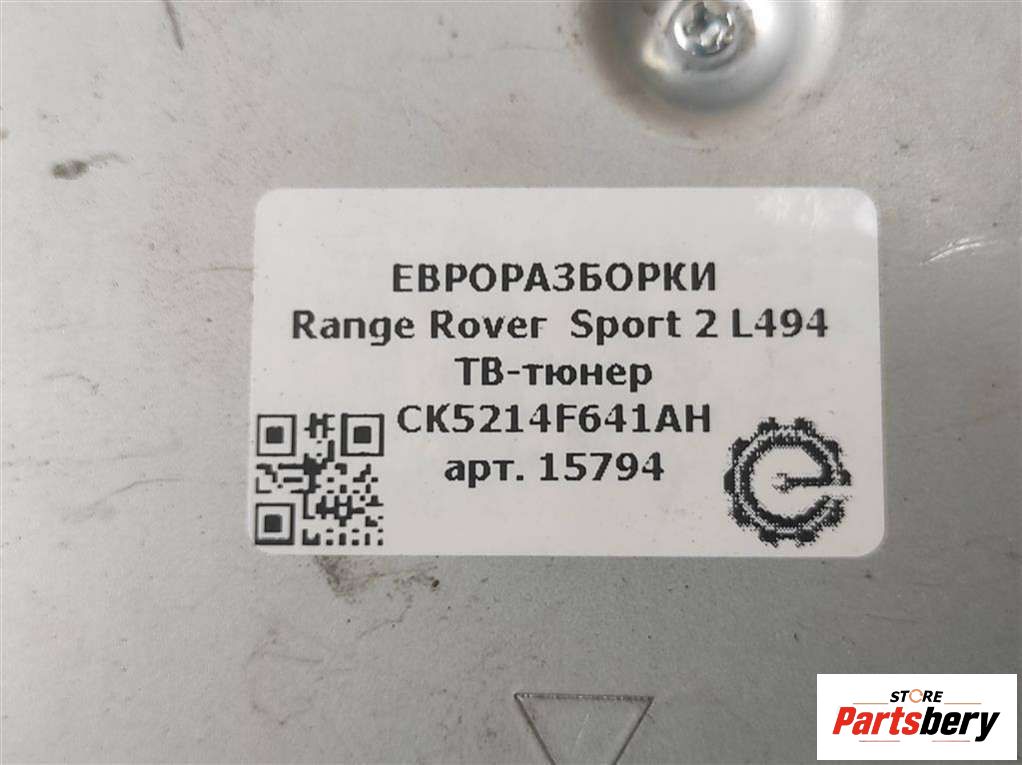 ЕВРОРАЗБОРКИ
Range Rover Sport 2 L494
ТВ-тюнер
CK5214F641AH
арт. 15794
STORE
Partsbery